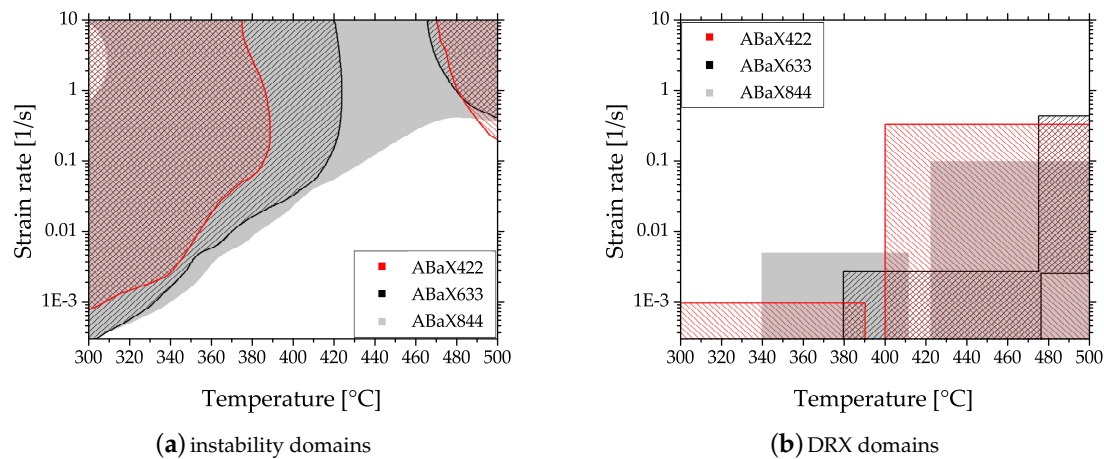 10
1
0.1
0.01
1E-3
Strain rate [1/s]
ABaX422
ABaX633
ABaX844
300 320 340 360 380 400 420 440 460 480 500
Temperature [°C]
(a) instability domains
10
1
0.1
0.01
1E-3
Strain rate [1/s]
ABaX422
ABaX633
ABaX844
300 320 340 360 380 400 420 440 460 480 500
Temperature [°C]
(b) DRX domains